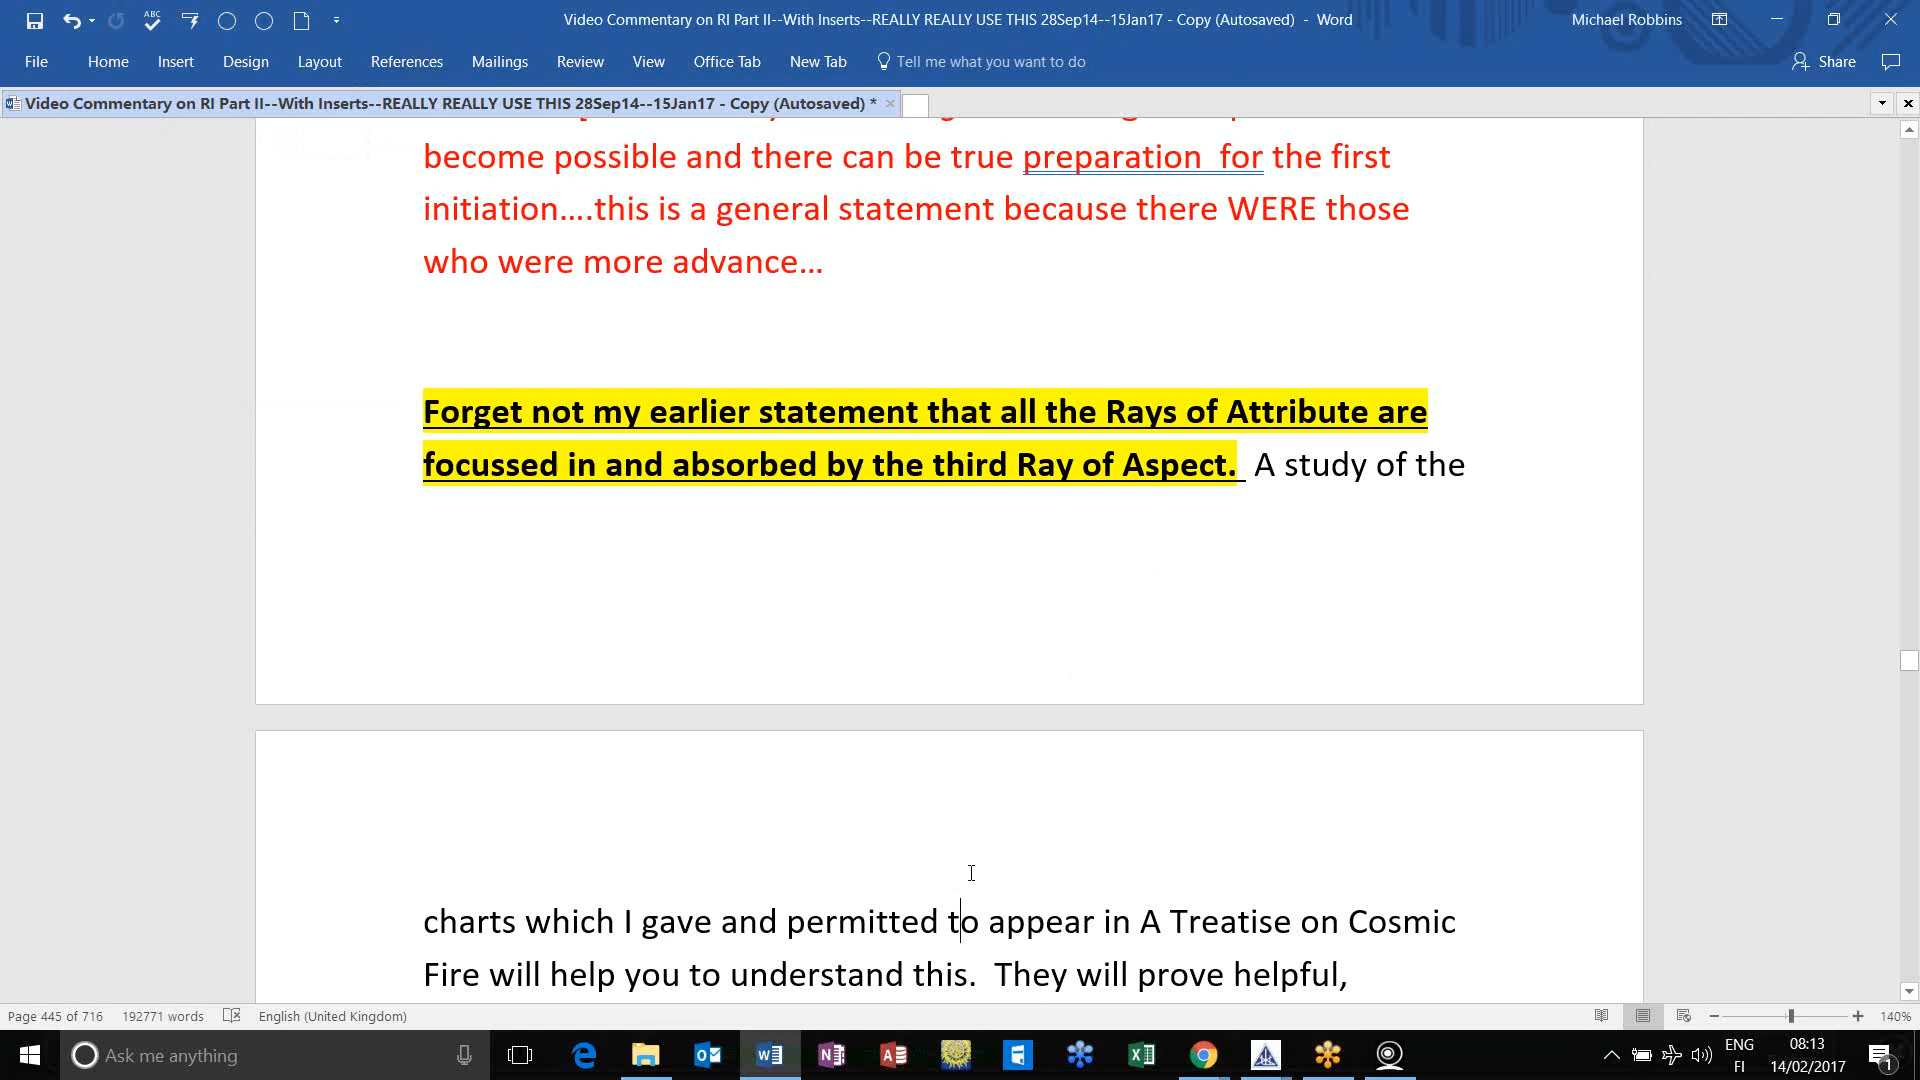 ABC
Video Commentary on RI Part II--With Inserts--REALLY REALLY USE THIS 28Sep14--15Jan17 - Copy (Autosaved) - Word
Michael Robbins
File Home Insert Design Layout References Mailings Review View Office Tab New Tab Tell me what you want to do Share
Video Commentary on RI Part II--With Inserts--REALLY REALLY USE THIS 28Sep14--15Jan17 - Copy (Autosaved) *
become possible and there can be true preparation  for the first
initiation….this is a general statement because there WERE those
who were more advance…
Forget not my earlier statement that all the Rays of Attribute are
focussed in and absorbed by the third Ray of Aspect.  A study of the
charts which I gave and permitted to appear in A Treatise on Cosmic
Fire will help you to understand this.  They will prove helpful,
Page 445 of 716 192771 words English (United Kingdom) 140%
Ask me anything
ENG
FI
08:13
14/02/2017
1